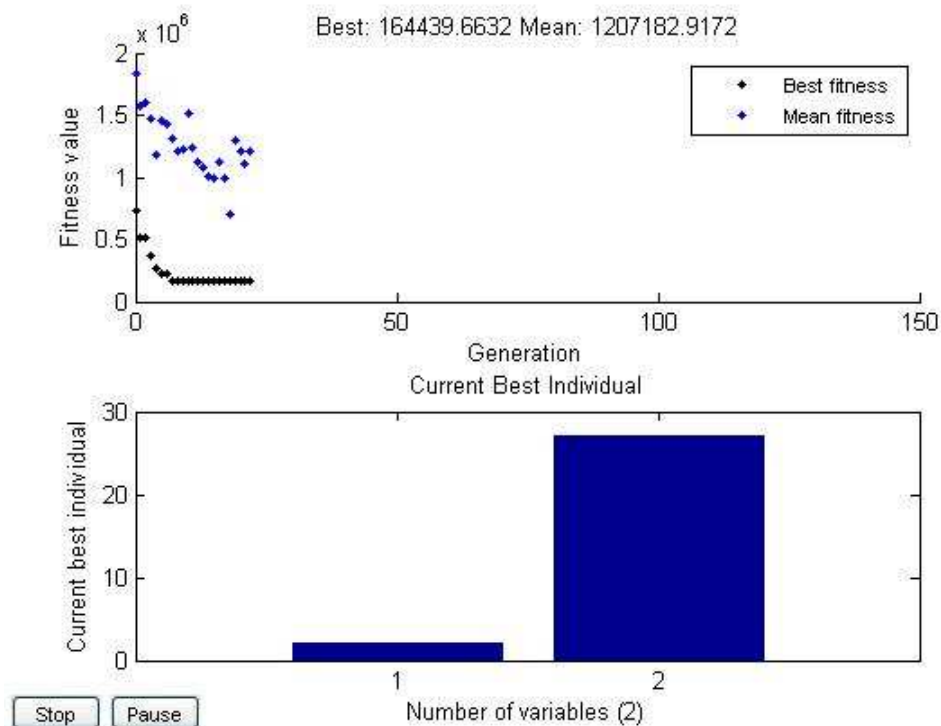 x 10^6
Best: 164439.6632 Mean: 1207182.9172
2
1.5
1
0.5
0
Fitness value
Best fitness
Mean fitness
0
50
100
150
Generation
Current Best Individual
30
20
10
0
Current best individual
1
2
Number of variables (2)
Stop
Pause